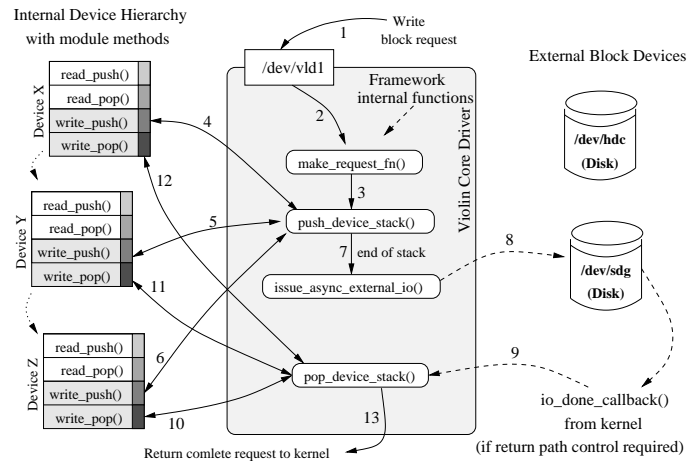 Internal Device Hierarchy
with module methods
1
Write
block request
/dev/vld1
External Block Devices
Device X
read_push()
read_pop()
write_push()
write_pop()
Framework
internal functions
2
4
Violin Core Driver
/dev/hdc
(Disk)
make_request_fn()
12
3
Device Y
read_push()
read_pop()
write_push()
write_pop()
5
push_device_stack()
7
end of stack
8
/dev/sdg
(Disk)
issue_async_external_io()
11
Device Z
read_push()
read_pop()
write_push()
write_pop()
6
9
pop_device_stack()
10
13
io_done_callback()
from kernel
(if return path control required)
Return comlete request to kernel